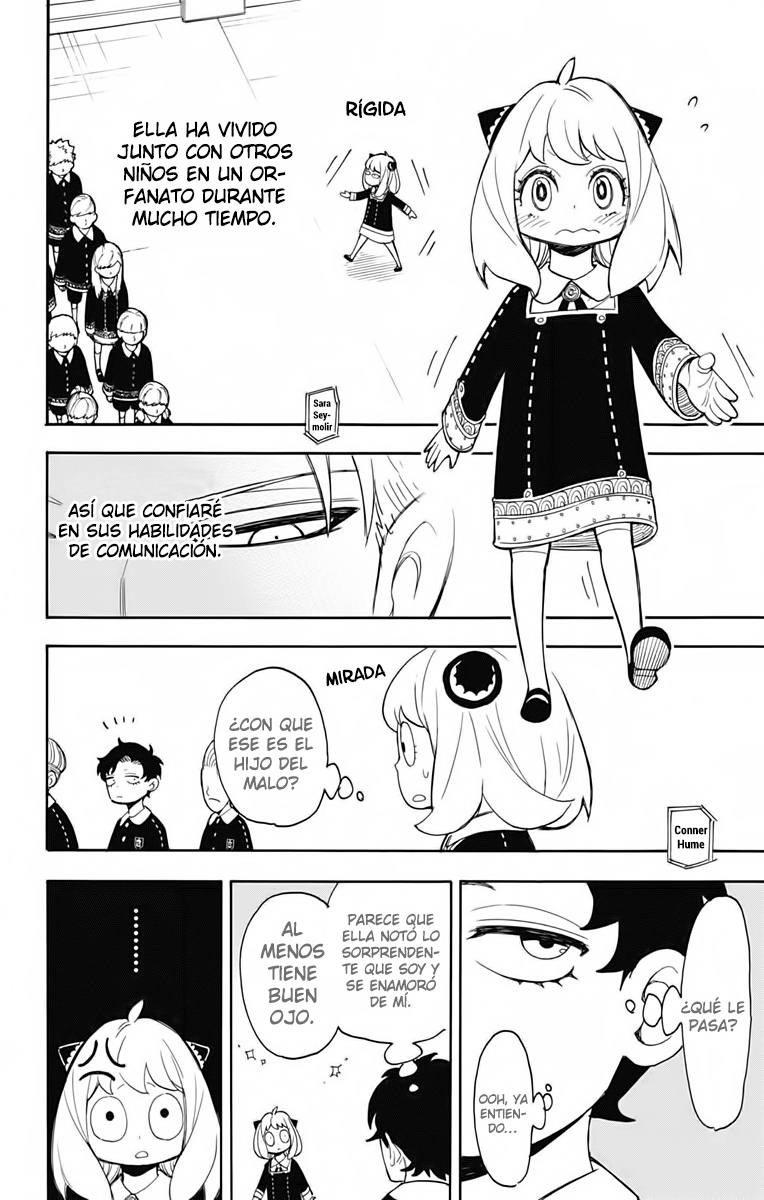 RÍGIDA
ELLA HA VIVIDO
JUNTO CON OTROS
NIÑOS EN UN OR-
FANATO DURANTE
MUCHO TIEMPO.
Sara
Sey-
molir
ASÍ QUE CONFIARÉ
EN SUS HABILIDADES
DE COMUNICACIÓN.
MIRADA
¿CON QUE
ESE ES EL
HIJO DEL
MALO?
Conner
Hume
¿QUÉ LE
PASA?
OOH, YA
ENTIEN-
DO...
PARECE QUE
ELLA NOTÓ LO
SORPRENDEN-
TE QUE SOY Y
SE ENAMORÓ
DE MÍ.
AL
MENOS
TIENE
BUEN
OJO.
.........